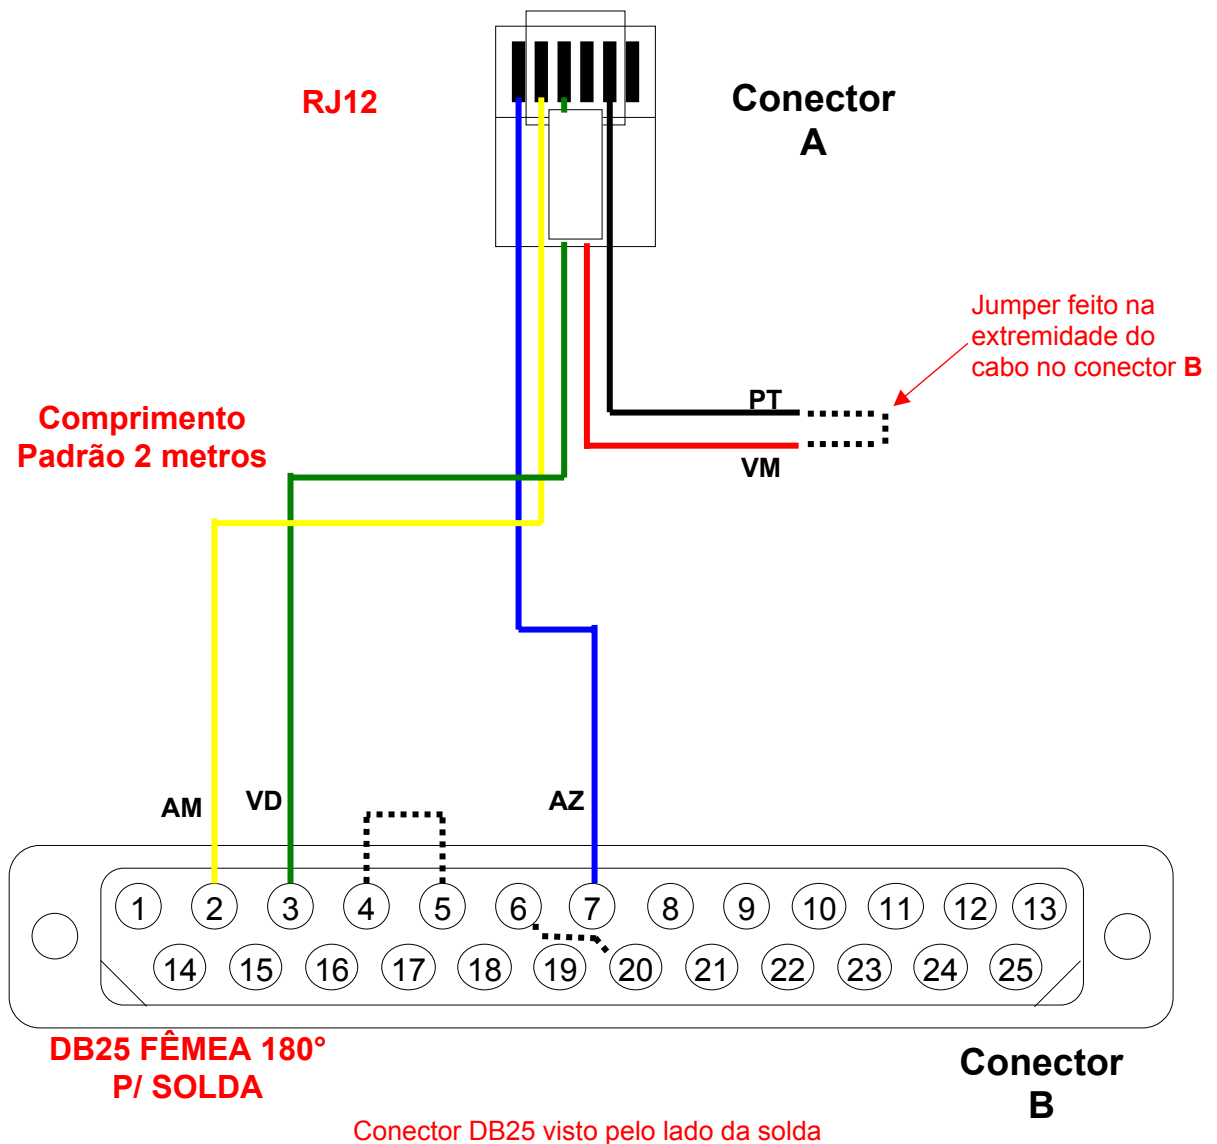 RJ12
Conector
A
Jumper feito na
extremidade do
cabo no conector B
PT
VM
Comprimento
Padrão 2 metros
AM
VD
AZ
1 2 3 4 5 6 7 8 9 10 11 12 13
14 15 16 17 18 19 20 21 22 23 24 25
DB25 FÊMEA 180°
P/ SOLDA
Conector
B
Conector DB25 visto pelo lado da solda